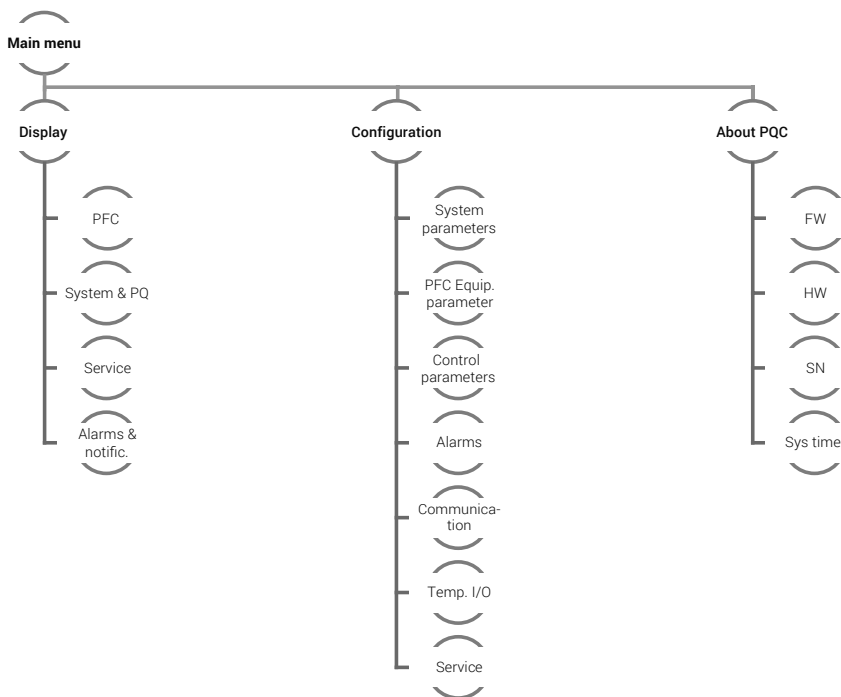 Main menu
Display
PFC
System & PQ
Service
Alarms &
notific.
Configuration
System
parameters
PFC Equip.
parameter
Control
parameters
Alarms
Communica-
tion
Temp. I/O
Service
About PQC
FW
HW
SN
Sys time